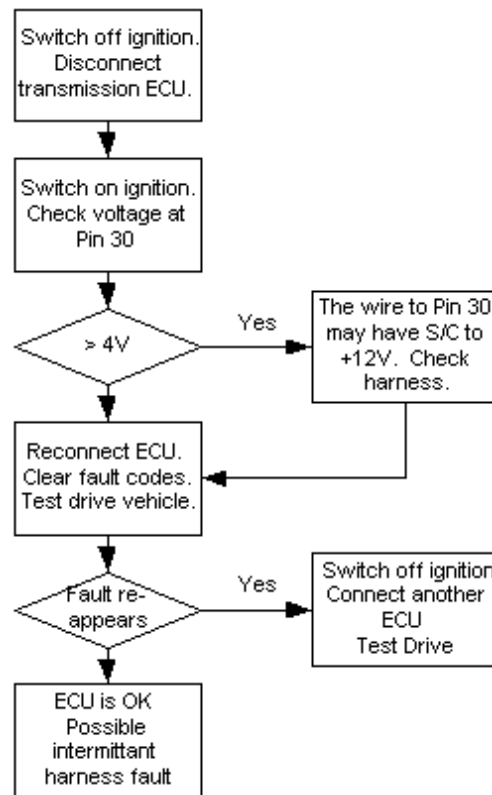 Switch off ignition.
Disconnect
transmission ECU.
Switch on ignition.
Check voltage at
Pin 30
> 4V
Yes
The wire to Pin 30
may have S/C to
+12V. Check
harness.
Reconnect ECU.
Clear fault codes.
Test drive vehicle.
Fault re-
appears
Yes
Switch off ignition
Connect another
ECU
Test Drive
ECU is OK
Possible
intermittant
harness fault